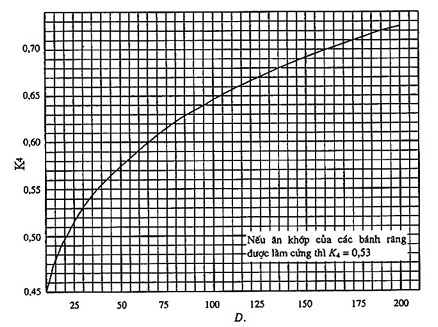 0,70
0,65
0,60
K4
0,55
0,50
Nếu ăn khớp của các bánh răng
được làm cứng thì K₄ = 0,53
0,45
25 50 75 100 125 150 175 200
D.